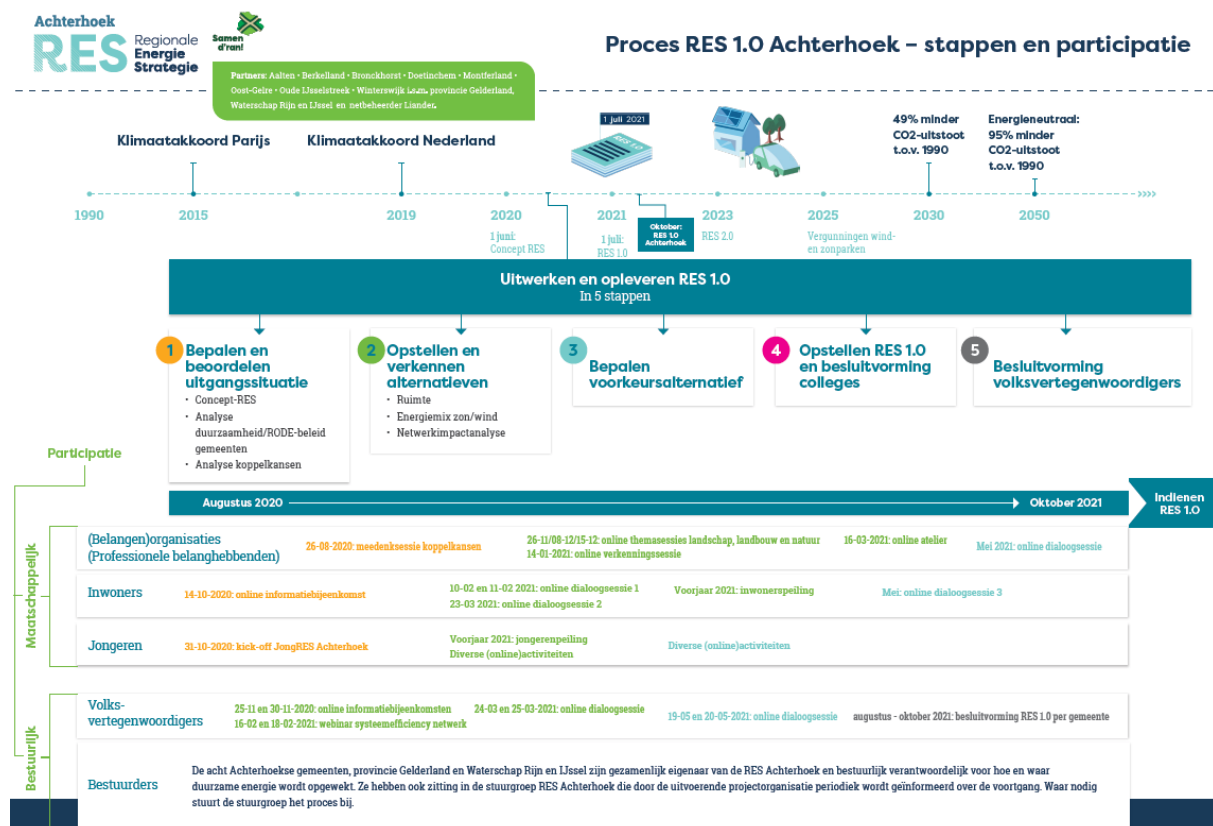 Achterhoek
RES Regionale
Energie
Strategie
Samen
d'ran!
Proces RES 1.0 Achterhoek – stappen en participatie
Partners: Aalten • Berkelland • Bronckhorst • Doetinchem • Montferland •
Oost-Gelre • Oude IJsselstreek • Winterswijk i.s.m. provincie Gelderland,
Waterschap Rijn en IJssel en netbeheerder Liander.
Klimaatakkoord Parijs
Klimaatakkoord Nederland
1 juli 2021
RES 1.0
49% minder
CO2-uitstoot
t.o.v. 1990
Energieneutraal:
95% minder
CO2-uitstoot
t.o.v. 1990
1990
2015
2019
2020
2021
2023
2025
2030
2050
1 juni:
Concept RES
1 juli:
RES 1.0
Oktober:
RES 1.0
Achterhoek
RES 2.0
Vergunningen wind-
en zonparken
Uitwerken en opleveren RES 1.0
In 5 stappen
1 Bepalen en
beoordelen
uitgangssituatie
• Concept-RES
• Analyse
duurzaamheid/RODE-beleid
gemeenten
• Analyse koppelkansen
2 Opstellen en
verkennen
alternatieven
• Ruimte
• Energiemix zon/wind
• Netwerkimpactanalyse
3 Bepalen
voorkeursalternatief
4 Opstellen RES 1.0
en besluitvorming
colleges
5 Besluitvorming
volksvertegenwoordigers
Participatie
Augustus 2020
Oktober 2021
Indienen
RES 1.0
Maatschappelijk
(Belangen)organisaties
(Professionele belanghebbenden)
26-08-2020: meedenksessie koppelkansen
26-11/08-12/15-12: online themasessies landschap, landbouw en natuur
14-01-2021: online verkenningssessie
16-03-2021: online atelier
Mei 2021: online dialoogsessie
Inwoners
14-10-2020: online informatiebijeenkomst
10-02 en 11-02 2021: online dialoogsessie 1
23-03 2021: online dialoogsessie 2
Voorjaar 2021: inwonerspeiling
Mei: online dialoogsessie 3
Jongeren
31-10-2020: kick-off JongRES Achterhoek
Voorjaar 2021: jongerenpeiling
Diverse (online)activiteiten
Diverse (online)activiteiten
Bestuurlijk
Volks-
vertegenwoordigers
25-11 en 30-11-2020: online informatiebijeenkomsten
16-02 en 18-02-2021: webinar systeemefficiency netwerk
24-03 en 25-03-2021: online dialoogsessie
19-05 en 20-05-2021: online dialoogsessie
augustus - oktober 2021: besluitvorming RES 1.0 per gemeente
Bestuurders
De acht Achterhoekse gemeenten, provincie Gelderland en Waterschap Rijn en IJssel zijn gezamenlijk eigenaar van de RES Achterhoek en bestuurlijk verantwoordelijk voor hoe en waar
duurzame energie wordt opgewekt. Ze hebben ook zitting in de stuurgroep RES Achterhoek die door de uitvoerende projectorganisatie periodiek wordt geïnformeerd over de voortgang. Waar nodig
stuurt de stuurgroep het proces bij.